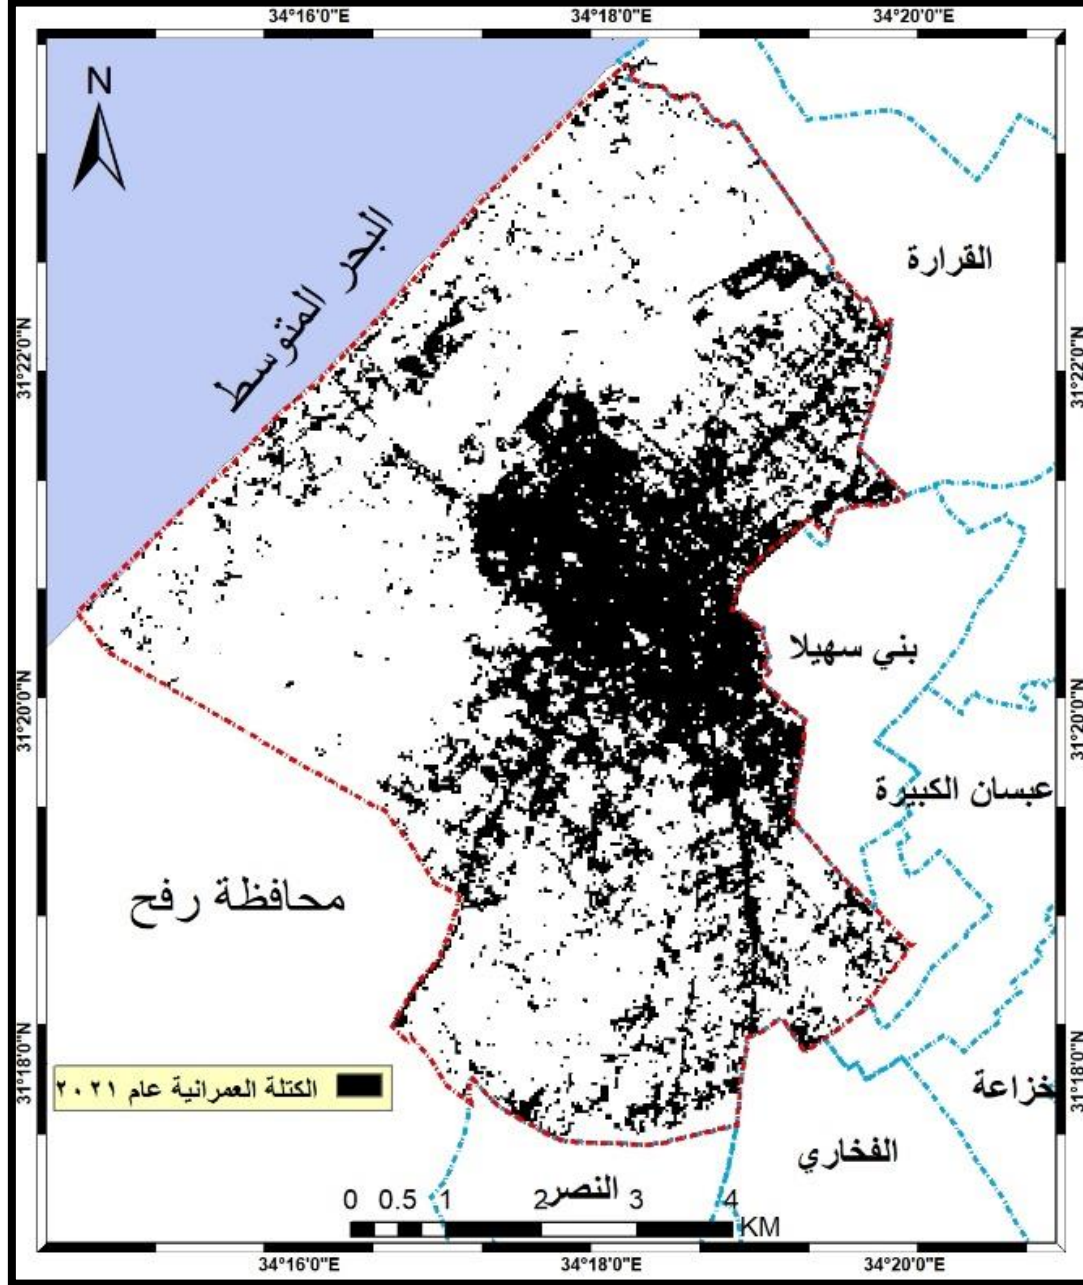 34°16'0"E
34°18'0"E
34°20'0"E
N
البحر المتوسط
القرارة
31°22'0"N
31°22'0"N
بني سهيلا
31°20'0"N
31°20'0"N
عبسان الكبيرة
محافظة رفح
31°18'0"N
31°18'0"N
الكتلة العمرانية عام ٢٠٢١
خزاعة
الفخاري
النصر
0 0.5 1 2 3 4
KM
34°16'0"E
34°18'0"E
34°20'0"E